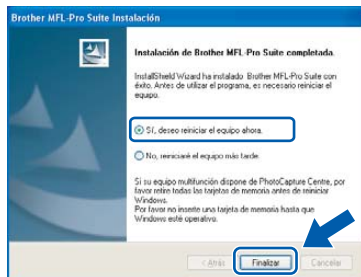 Brother MFL-Pro Suite Instalación
Instalación de Brother MFL-Pro Suite completada.
InstallShield Wizard ha instalado Brother MFL-Pro Suite con
éxito. Antes de utilizar el programa, es necesario reiniciar el
equipo.
Sí, deseo reiniciar el equipo ahora.
No, reiniciaré el equipo más tarde.
Si su equipo multifunción dispone de PhotoCapture Centre, por
favor retire todas las tarjetas de memoria antes de reiniciar
Windows.
Por favor no inserte una tarjeta de memoria hasta que
Windows esté operativo.
< Atrás
Finalizar
Cancelar